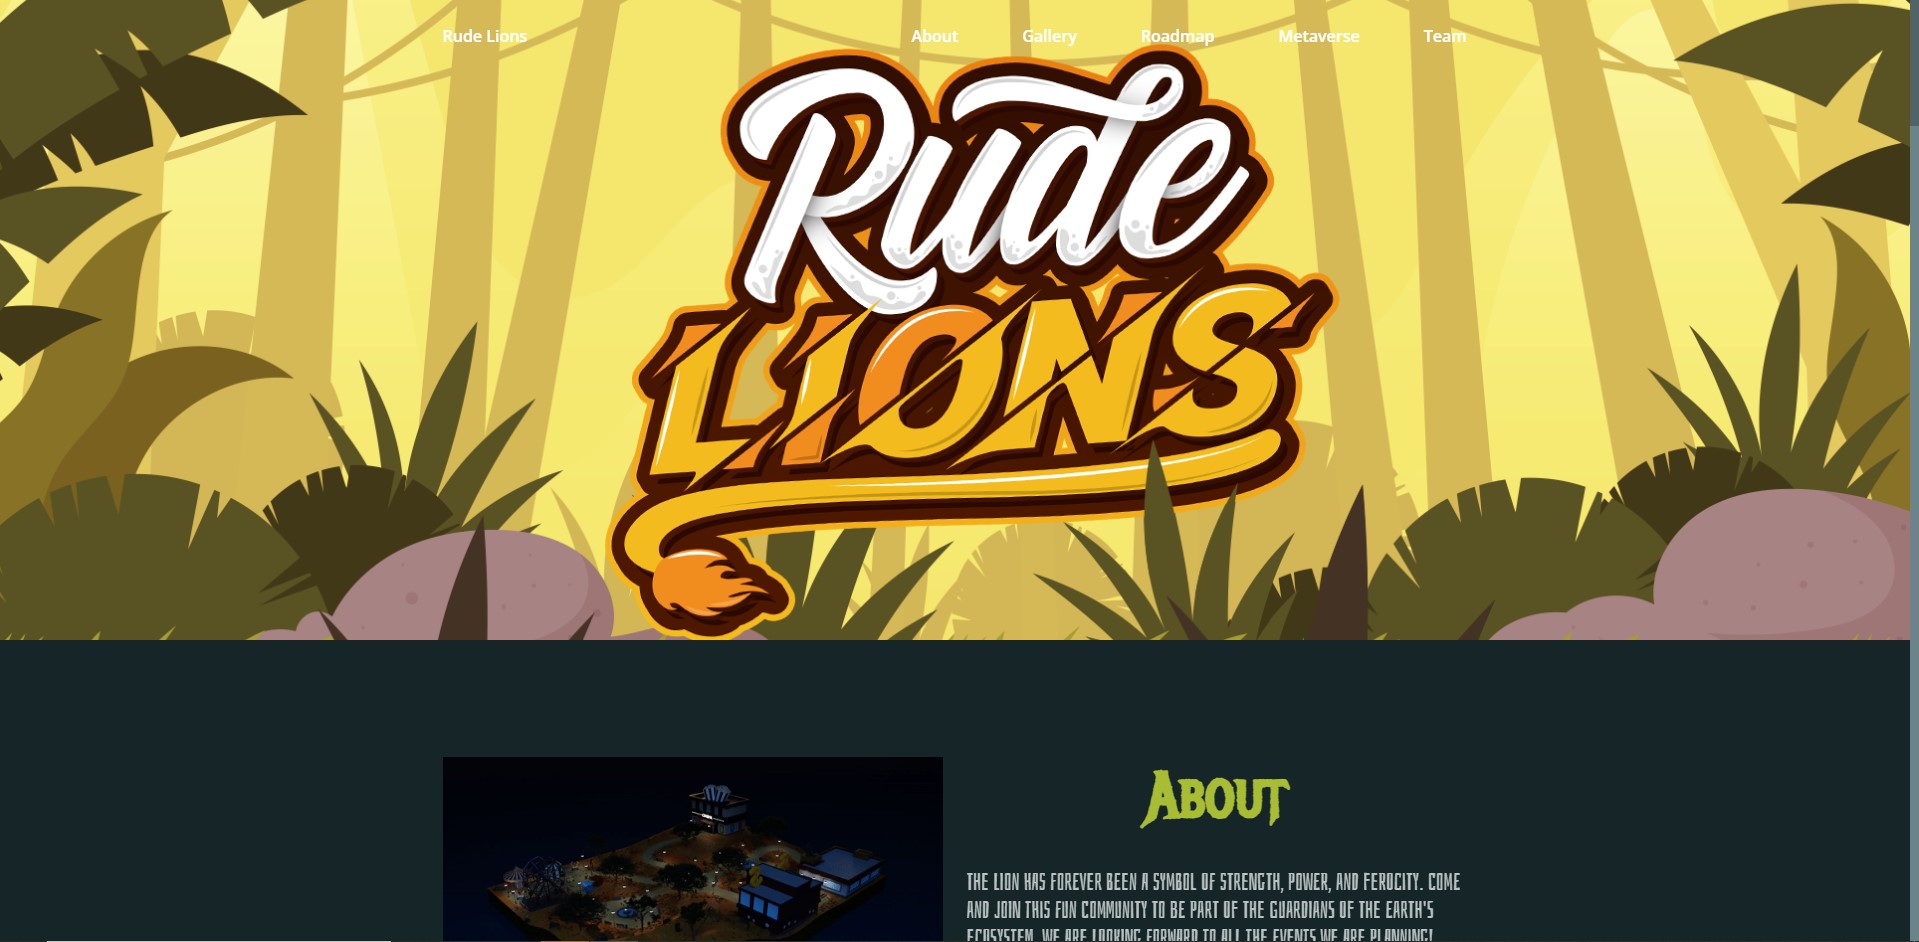 Rude Lions About Gallery Roadmap Metaverse Team
Rude
LIONS
ABOUT
THE LION HAS FOREVER BEEN A SYMBOL OF STRENGTH, POWER, AND FEROCITY. COME
AND JOIN THIS FUN COMMUNITY TO BE PART OF THE GUARDIANS OF THE EARTH'S
ECOSYSTEM. WE ARE LOOKING FORWARD TO ALL THE EVENTS WE ARE PLANNING!